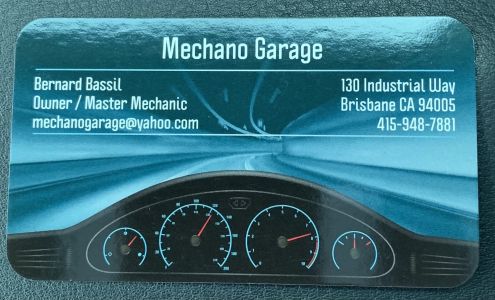 Mechano Garage
Bernard Bassil
Owner / Master Mechanic
mechanogarage@yahoo.com
130 Industrial Way
Brisbane CA 94005
415-948-7881